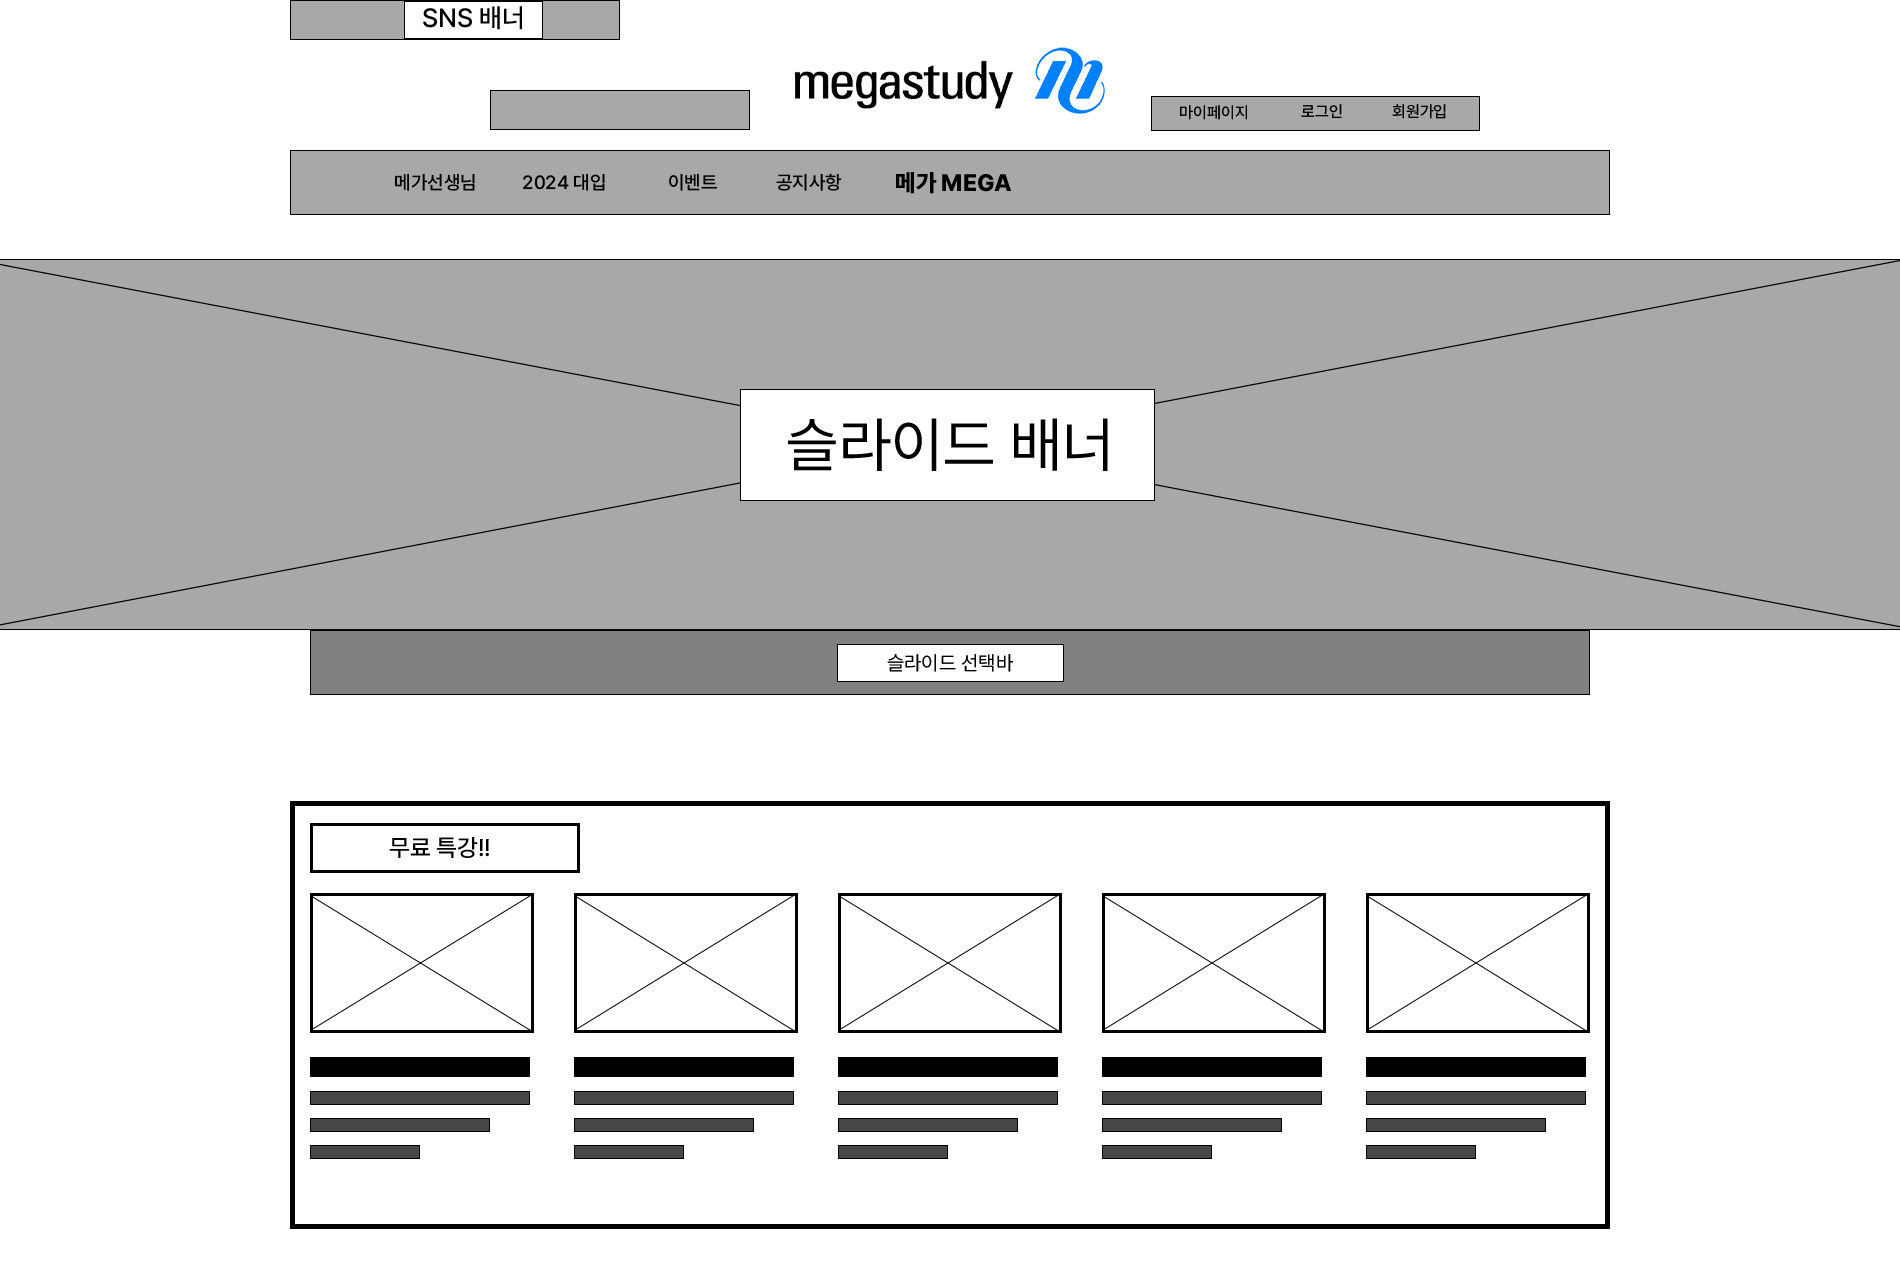 SNS 배너
megastudy
마이페이지 로그인 회원가입
메가선생님 2024 대입 이벤트 공지사항 메가 MEGA
슬라이드 배너
슬라이드 선택바
무료 특강!!